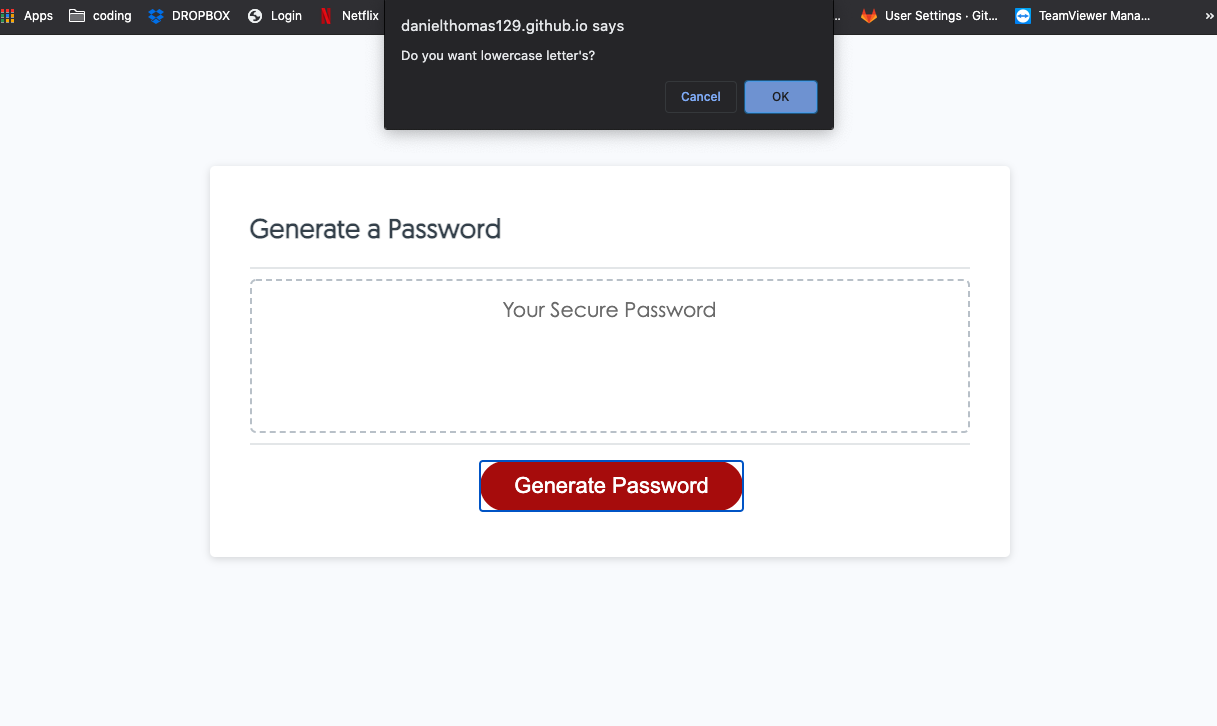 Apps coding DROPBOX Login Netflix ... User Settings · Git... TeamViewer Mana... »
danielthomas129.github.io says
Do you want lowercase letter's?
Cancel OK
Generate a Password
Your Secure Password
Generate Password